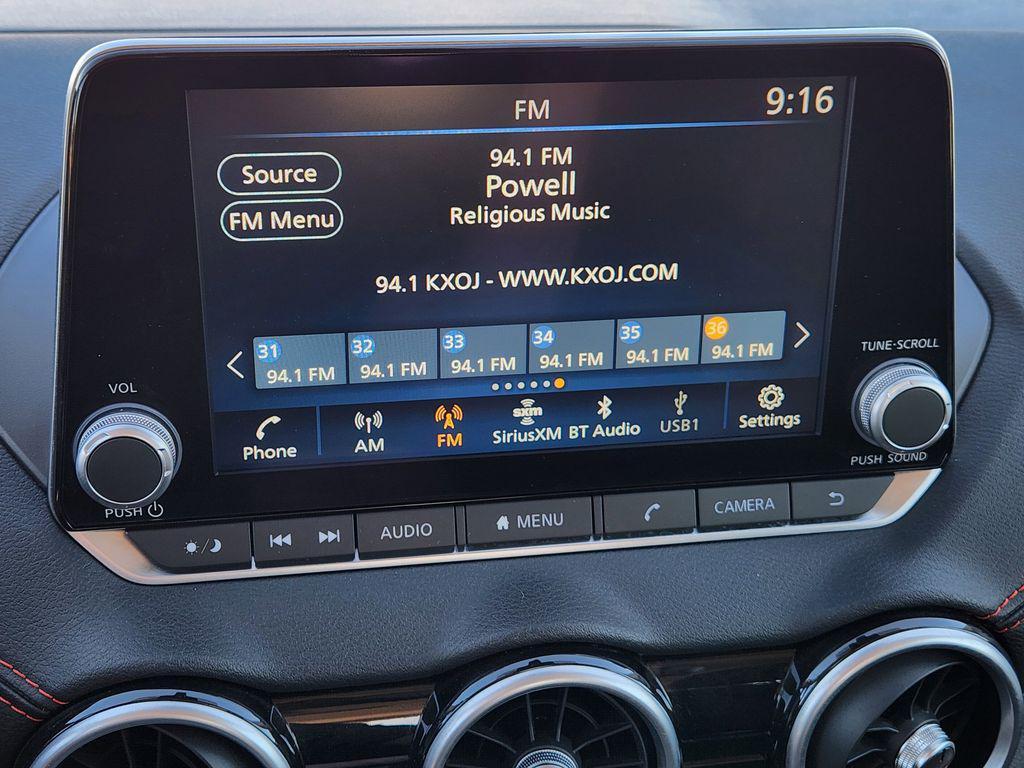 FM
9:16
Source
FM Menu
94.1 FM
Powell
Religious Music
94.1 KXOJ - WWW.KXOJ.COM
31 32 33 34 35 36
94.1 FM 94.1 FM 94.1 FM 94.1 FM 94.1 FM 94.1 FM
Phone AM FM sxm SiriusXM BT Audio USB1 Settings
VOL
PUSH
TUNE·SCROLL
PUSH SOUND
AUDIO MENU CAMERA